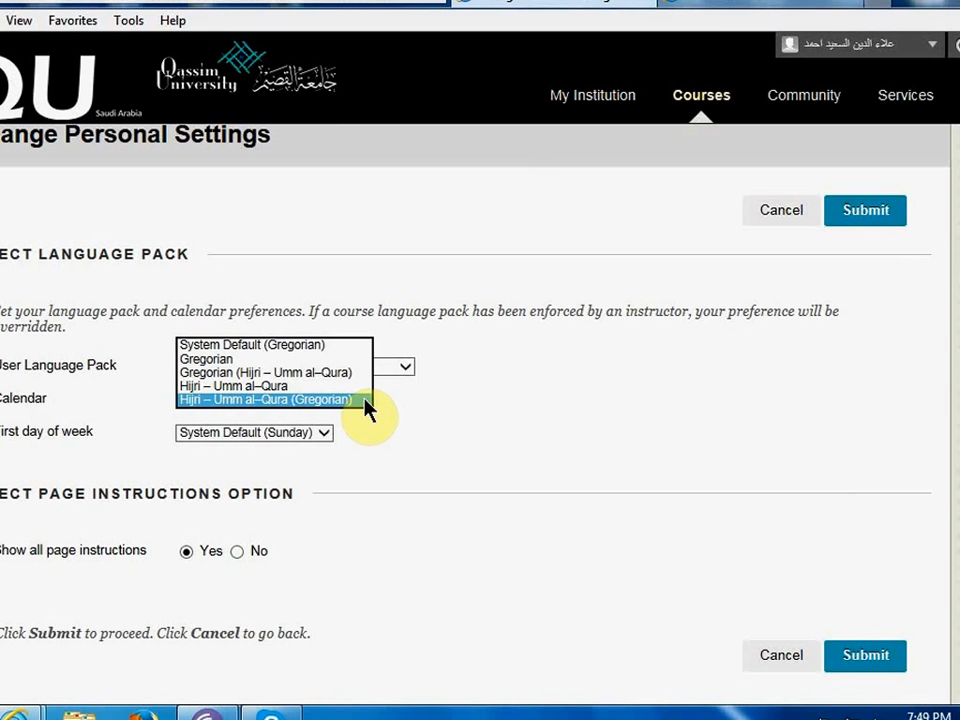 View Favorites Tools Help
علاء الدين السعيد احمد
QU
Saudi Arabia
Qassim
University
جامعة القصيم
My Institution Courses Community Services
ange Personal Settings
Cancel Submit
ECT LANGUAGE PACK
et your language pack and calendar preferences. If a course language pack has been enforced by an instructor, your preference will be
verridden.
User Language Pack
System Default (Gregorian)
Gregorian
Gregorian (Hijri – Umm al–Qura)
Hijri – Umm al–Qura
Hijri – Umm al–Qura (Gregorian)
Calendar
irst day of week System Default (Sunday)
ECT PAGE INSTRUCTIONS OPTION
Show all page instructions Yes No
Click Submit to proceed. Click Cancel to go back.
Cancel Submit
7:49 PM